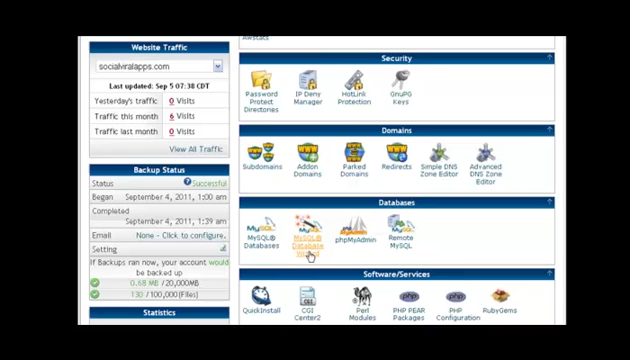 Awstats
Website Traffic
socialviralapps.com
Last updated: Sep 5 07:38 CDT
Yesterday's traffic 0 Visits
Traffic this month 6 Visits
Traffic last month 0 Visits
View All Traffic
Backup Status
Status Successful
Began September 4, 2011, 1:00 am
Completed
September 4, 2011, 1:39 am
Email None - Click to configure.
Setting
If Backups ran now, your account would
be backed up
0.68 MB /20,000MB
130 /100,000(Files)
Statistics
Security
Password
Protect
Directories
IP Deny
Manager
HotLink
Protection
GnuPG
Keys
Domains
Subdomains
Addon
Domains
Parked
Domains
Redirects
Simple DNS
Zone Editor
Advanced
DNS Zone
Editor
Databases
MySQL®
Databases
MySQL®
Database
Wizard
phpMyAdmin
Remote
MySQL
Software/Services
QuickInstall
CGI
Center2
Perl
Modules
PHP PEAR
Packages
PHP
Configuration
RubyGems